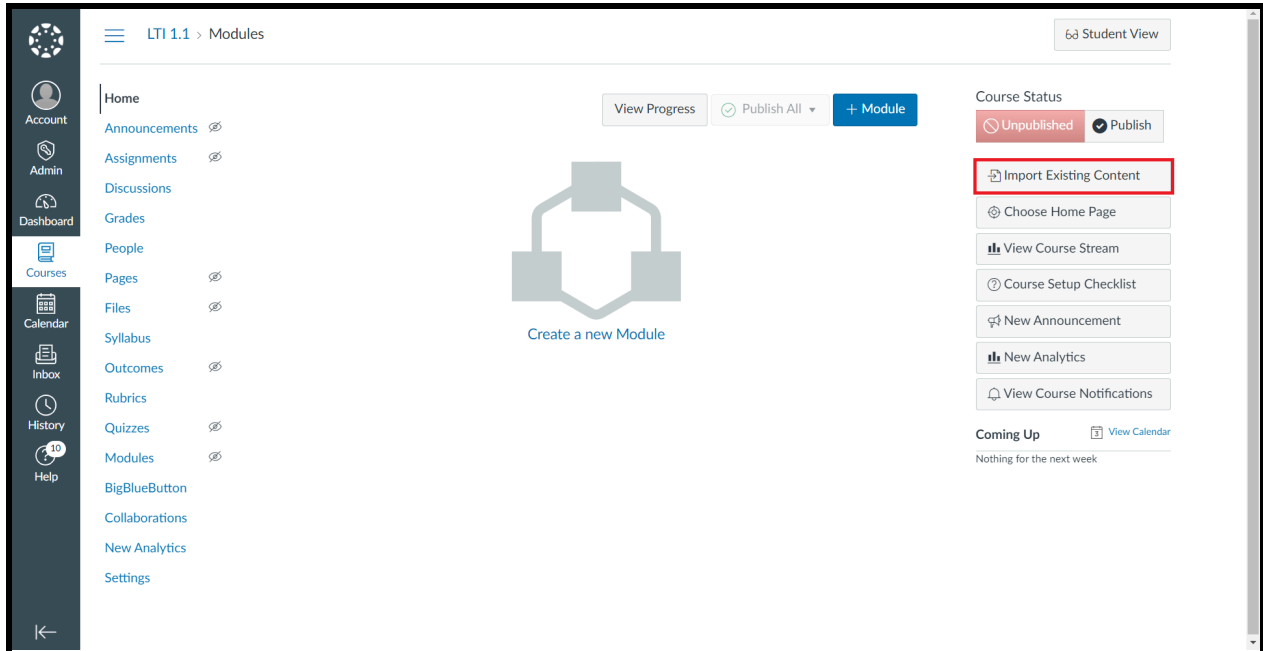 LTI 1.1 > Modules
Student View
Account
Admin
Dashboard
Courses
Calendar
Inbox
History
10
Help
Home
Announcements
Assignments
Discussions
Grades
People
Pages
Files
Syllabus
Outcomes
Rubrics
Quizzes
Modules
BigBlueButton
Collaborations
New Analytics
Settings
View Progress
Publish All
+ Module
Create a new Module
Course Status
Unpublished Publish
Import Existing Content
Choose Home Page
View Course Stream
Course Setup Checklist
New Announcement
New Analytics
View Course Notifications
Coming Up 3 View Calendar
Nothing for the next week